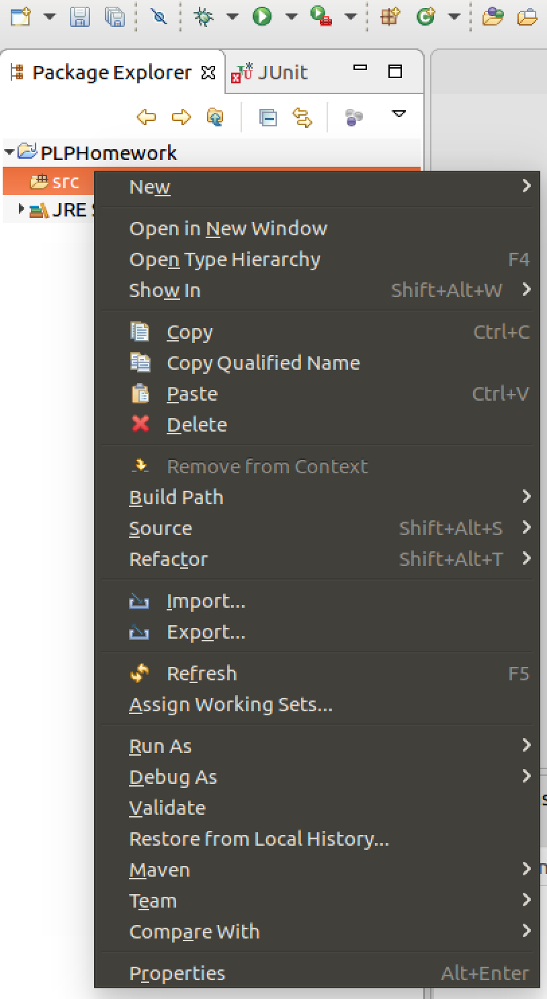 Package Explorer JUnit
PLPHomework
src
JRE
New
Open in New Window
Open Type Hierarchy F4
Show In Shift+Alt+W
Copy Ctrl+C
Copy Qualified Name
Paste Ctrl+V
Delete
Remove from Context
Build Path
Source Shift+Alt+S
Refactor Shift+Alt+T
Import...
Export...
Refresh F5
Assign Working Sets...
Run As
Debug As
Validate
Restore from Local History...
Maven
Team
Compare With
Properties Alt+Enter